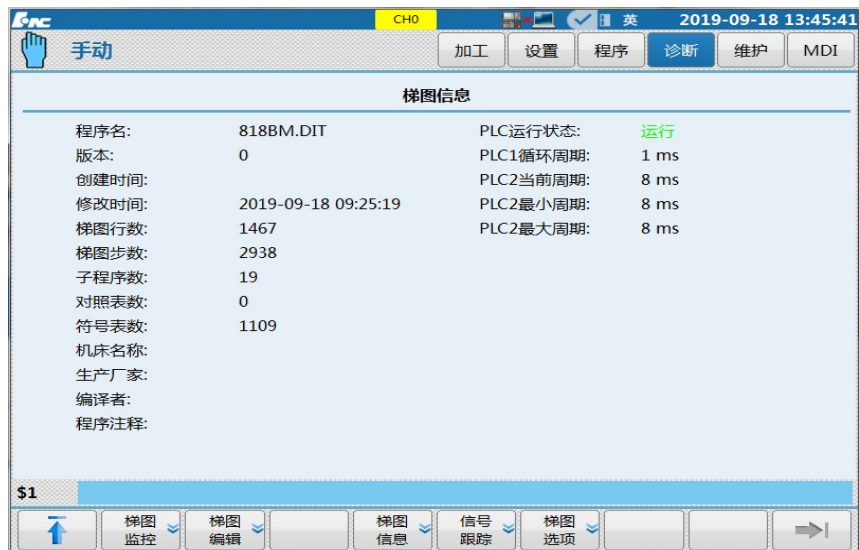 HNC CH0 英 2019-09-18 13:45:41
手动 加工 设置 程序 诊断 维护 MDI
梯图信息
程序名: 818BM.DIT PLC运行状态: 运行
版本: 0 PLC1循环周期: 1 ms
创建时间: PLC2当前周期: 8 ms
修改时间: 2019-09-18 09:25:19 PLC2最小周期: 8 ms
梯图行数: 1467 PLC2最大周期: 8 ms
梯图步数: 2938
子程序数: 19
对照表数: 0
符号表数: 1109
机床名称:
生产厂家:
编译者:
程序注释:
$1
梯图监控 梯图编辑 梯图信息 信号跟踪 梯图选项